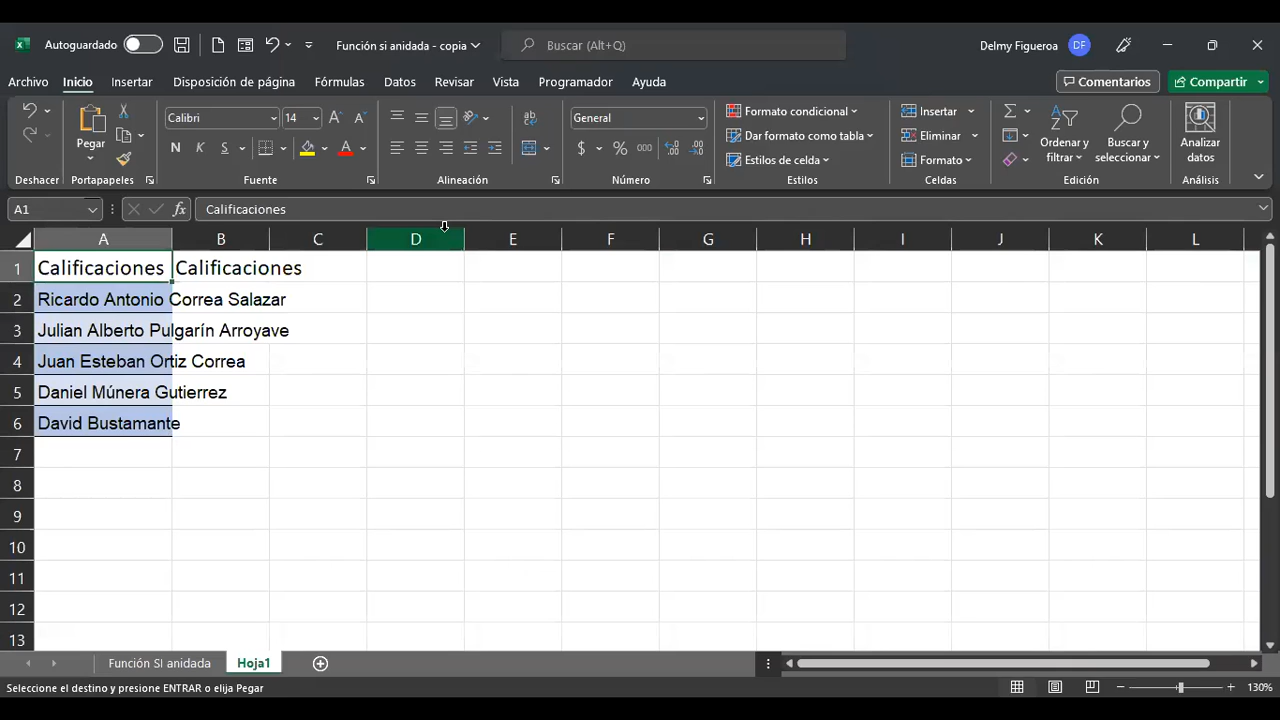 Autoguardado
Función si anidada - copia
Buscar (Alt+Q)
Delmy Figueroa
DF
Archivo Inicio Insertar Disposición de página Fórmulas Datos Revisar Vista Programador Ayuda
Comentarios
Compartir
Pegar
Calibri 14
N K S
General
$ % 000
Formato condicional
Dar formato como tabla
Estilos de celda
Insertar
Eliminar
Formato
Ordenar y
filtrar
Buscar y
seleccionar
Analizar
datos
Deshacer Portapapeles Fuente Alineación Número Estilos Celdas Edición Análisis
A1 fx Calificaciones
A B C D E F G H I J K L
1 Calificaciones Calificaciones
2 Ricardo Antonio Correa Salazar
3 Julian Alberto Pulgarín Arroyave
4 Juan Esteban Ortiz Correa
5 Daniel Múnera Gutierrez
6 David Bustamante
7
8
9
10
11
12
13
Función SI anidada Hoja1
Seleccione el destino y presione ENTRAR o elija Pegar
130%